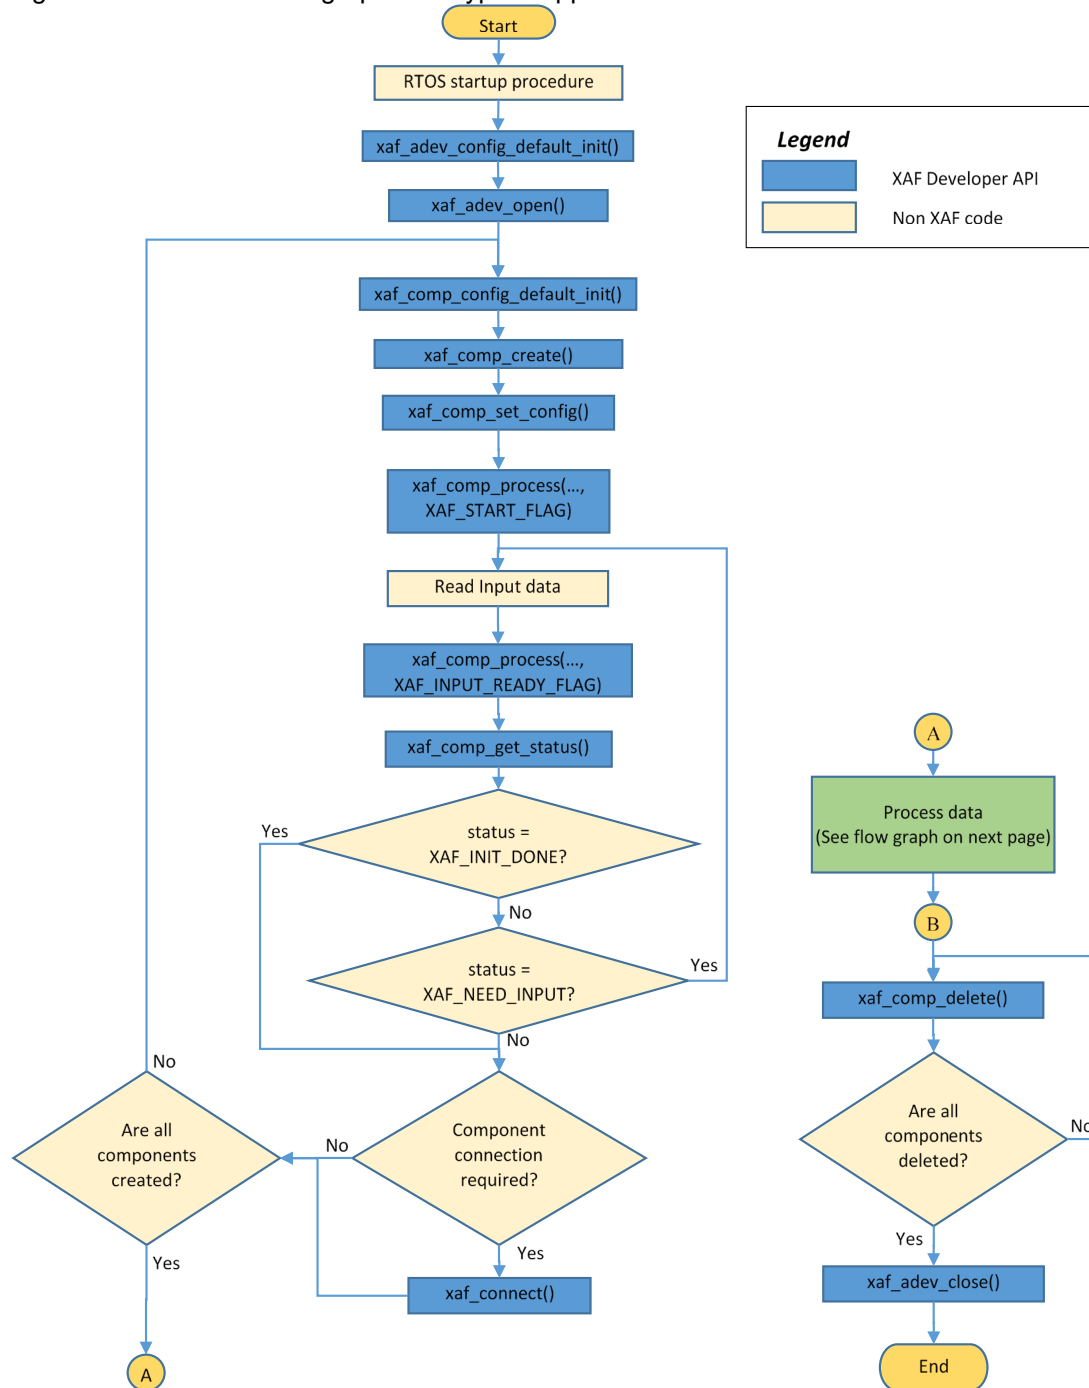 Start
RTOS startup procedure
xaf_adev_config_default_init()
xaf_adev_open()
xaf_comp_config_default_init()
xaf_comp_create()
xaf_comp_set_config()
xaf_comp_process(...,
XAF_START_FLAG)
Read Input data
xaf_comp_process(...,
XAF_INPUT_READY_FLAG)
xaf_comp_get_status()
Yes
status =
XAF_INIT_DONE?
No
status =
XAF_NEED_INPUT?
Yes
No
No
Are all
components
created?
No
Component
connection
required?
Yes
Yes
xaf_connect()
A
Legend
XAF Developer API
Non XAF code
A
Process data
(See flow graph on next page)
B
xaf_comp_delete()
Are all
components
deleted?
No
Yes
xaf_adev_close()
End